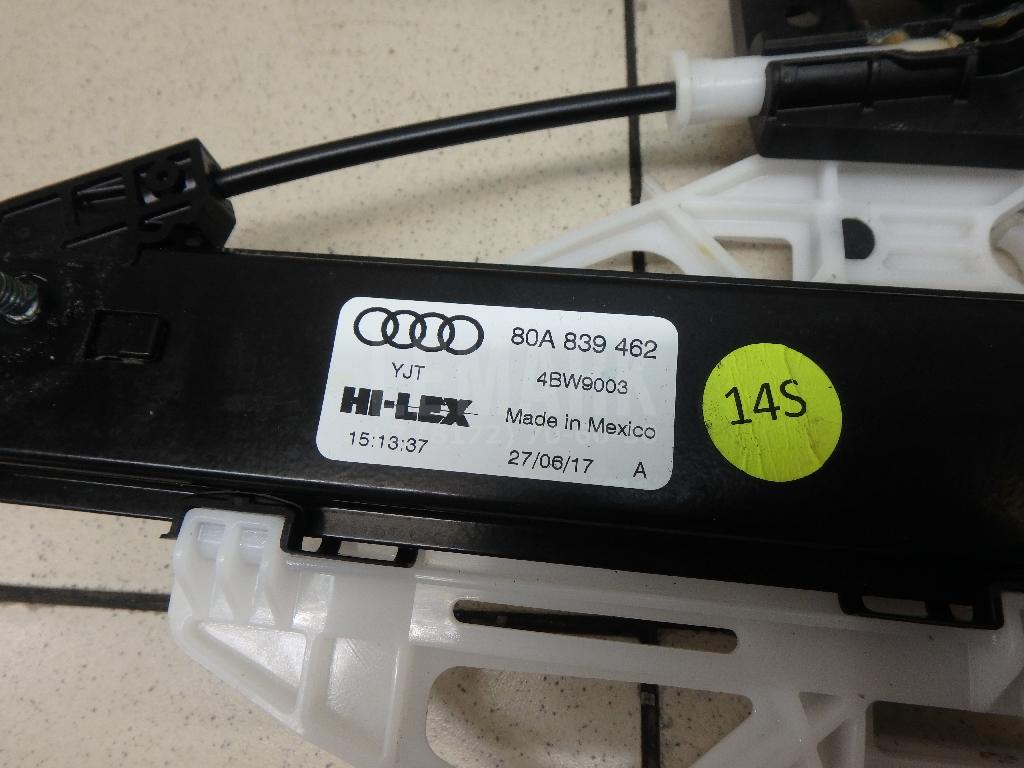 80A 839 462
YJT 4BW9003
HI-LEX Made in Mexico
15:13:37 27/06/17 A
14S